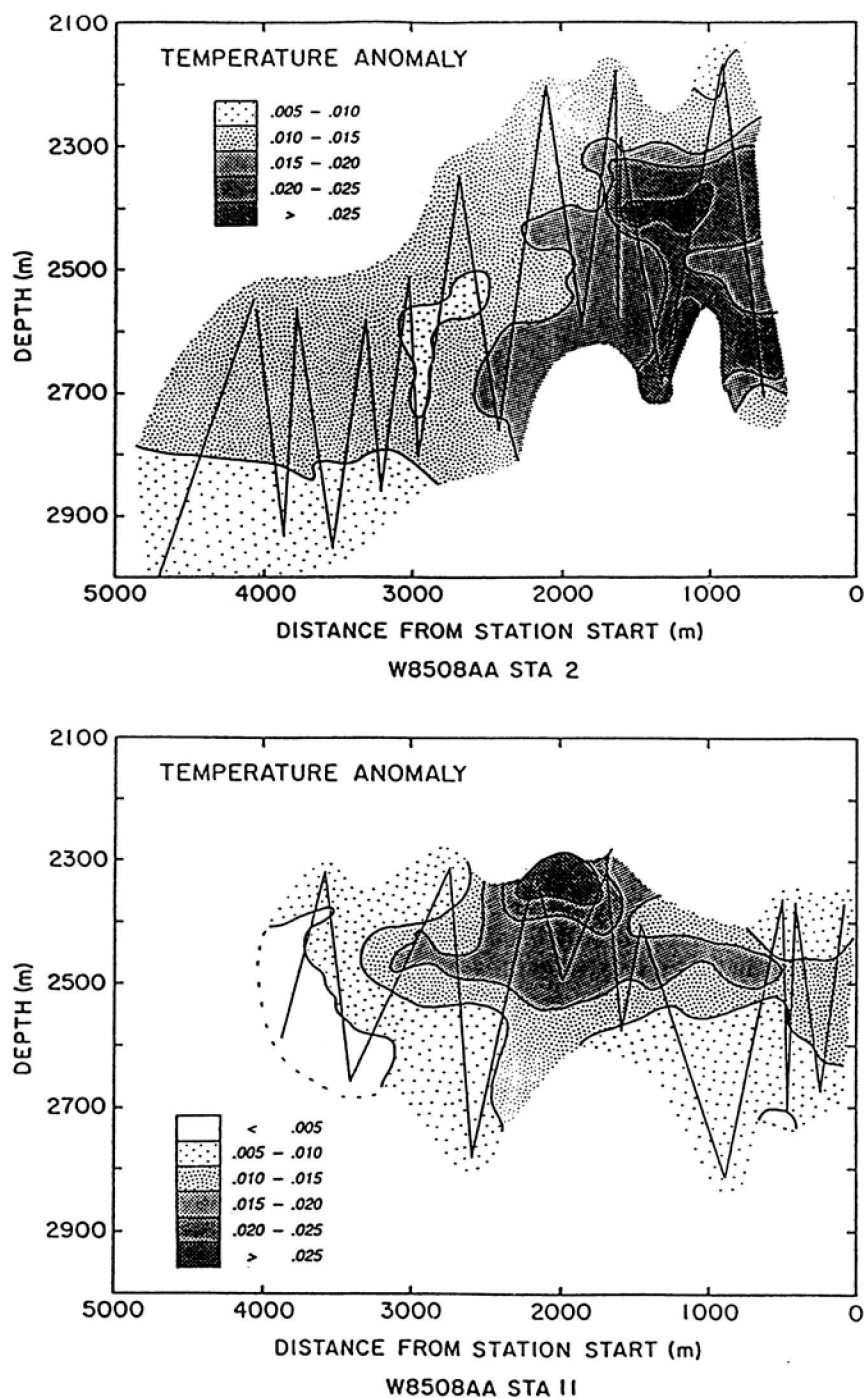 2100
TEMPERATURE ANOMALY
.005 – .010
.010 – .015
2300
.015 – .020
.020 – .025
> .025
DEPTH (m)
2500
2700
2900
5000 4000 3000 2000 1000 0
DISTANCE FROM STATION START (m)
W8508AA STA 2
2100
TEMPERATURE ANOMALY
2300
DEPTH (m)
2500
2700
< .005
.005 – .010
.010 – .015
.015 – .020
2900
.020 – .025
> .025
5000 4000 3000 2000 1000 0
DISTANCE FROM STATION START (m)
W8508AA STA 11